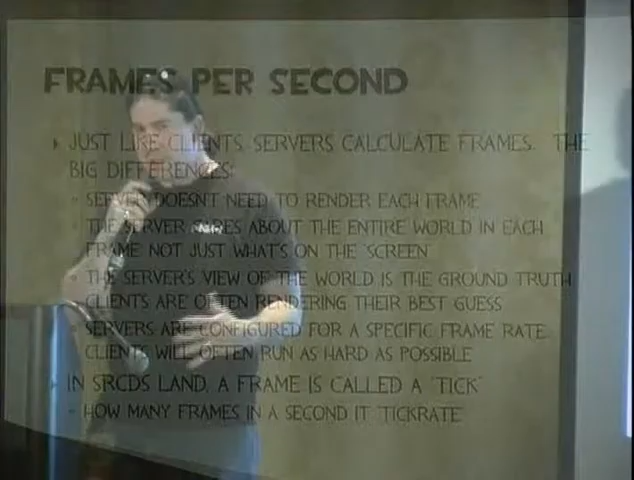 FRAMES PER SECOND
JUST LIKE CLIENTS, SERVERS CALCULATE FRAMES. THE
BIG DIFFERENCES:
- SERVER DOESN'T NEED TO RENDER EACH FRAME
- THE SERVER CARES ABOUT THE ENTIRE WORLD IN EACH
FRAME NOT JUST WHAT'S ON THE "SCREEN"
- THE SERVER'S VIEW OF THE WORLD IS THE GROUND TRUTH
CLIENTS ARE OFTEN RENDERING THEIR BEST GUESS
- SERVERS ARE CONFIGURED FOR A SPECIFIC FRAME RATE.
CLIENTS WILL OFTEN RUN AS HARD AS POSSIBLE
IN SRCDS LAND, A FRAME IS CALLED A "TICK"
- HOW MANY FRAMES IN A SECOND IT "TICKRATE"